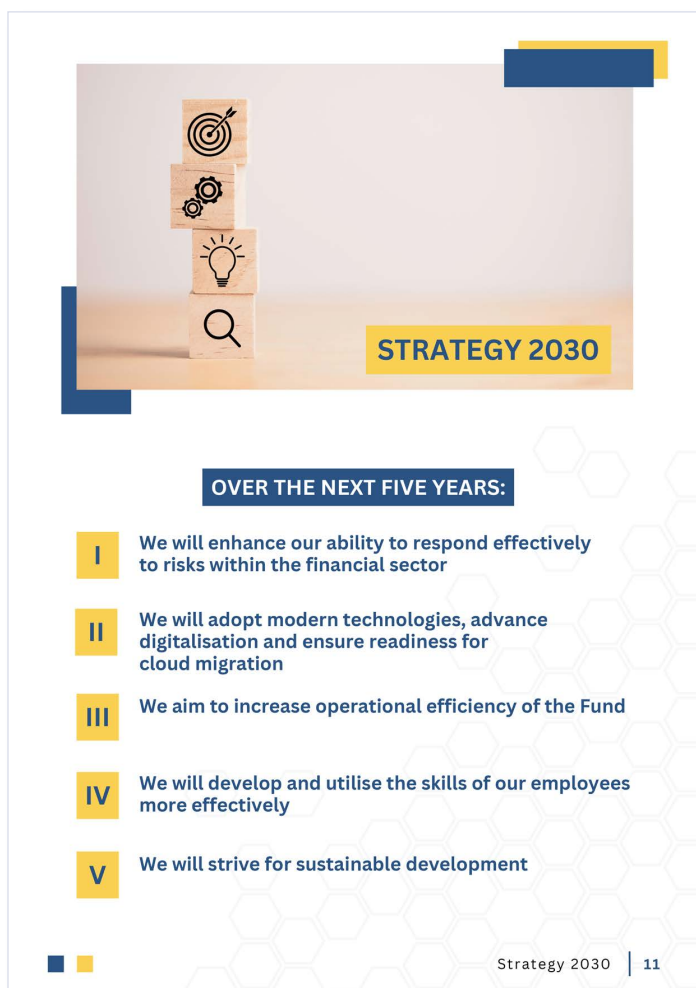 STRATEGY 2030
OVER THE NEXT FIVE YEARS:
I
We will enhance our ability to respond effectively
to risks within the financial sector
II
We will adopt modern technologies, advance
digitalisation and ensure readiness for
cloud migration
III
We aim to increase operational efficiency of the Fund
IV
We will develop and utilise the skills of our employees
more effectively
V
We will strive for sustainable development
Strategy 2030 | 11